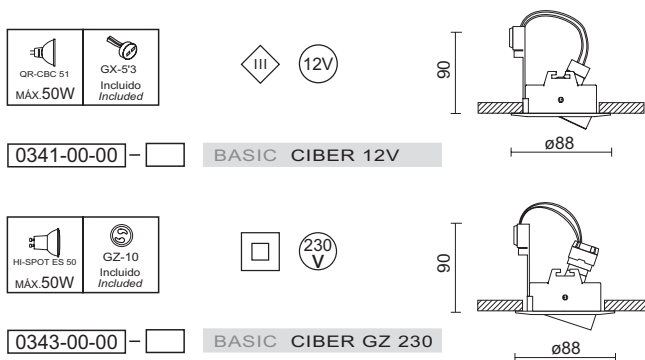 QR-CBC 51
MÁX.50W
GX-5'3
Incluido
Included
III
12V
90
ø88
0341-00-00 –
BASIC CIBER 12V
HI-SPOT ES 50
MÁX.50W
GZ-10
Incluido
Included
230
V
90
ø88
0343-00-00 –
BASIC CIBER GZ 230